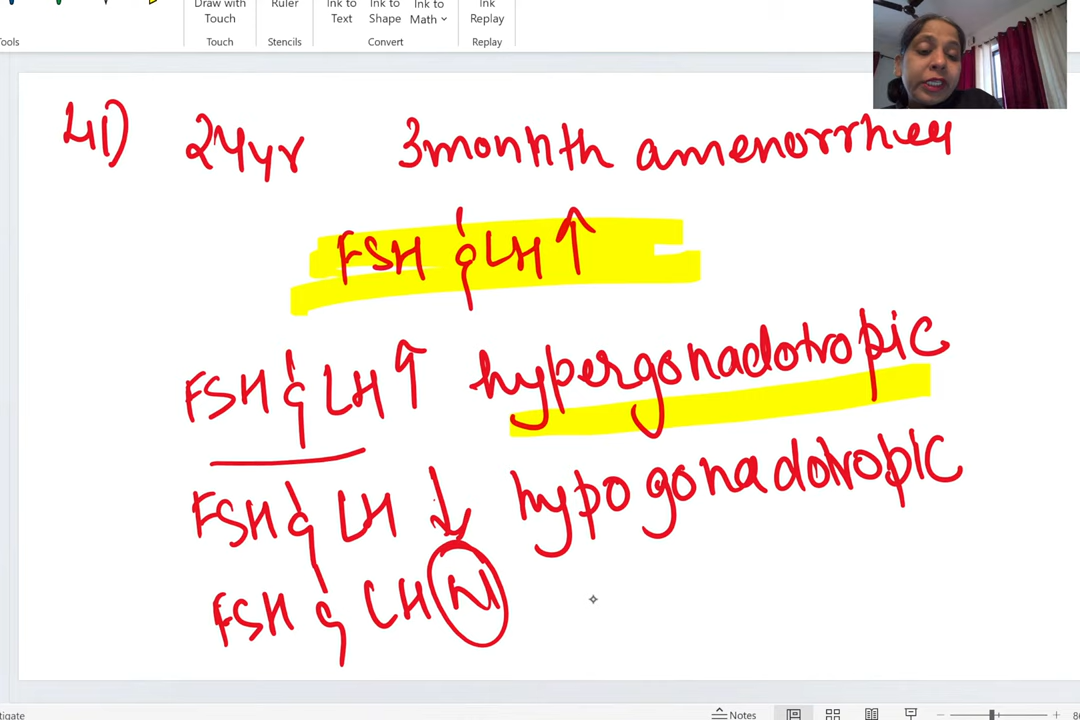 Draw with Touch
Ruler
Ink to Text
Ink to Shape
Ink to Math
Ink Replay
Tools
Touch
Stencils
Convert
Replay
41) 24yr 3monhth amenorrhea
FSH & LH ↑
FSH & LH ↑ hypergonadotropic
FSH & LH ↓ hypogonadotropic
FSH & LH N
Notes